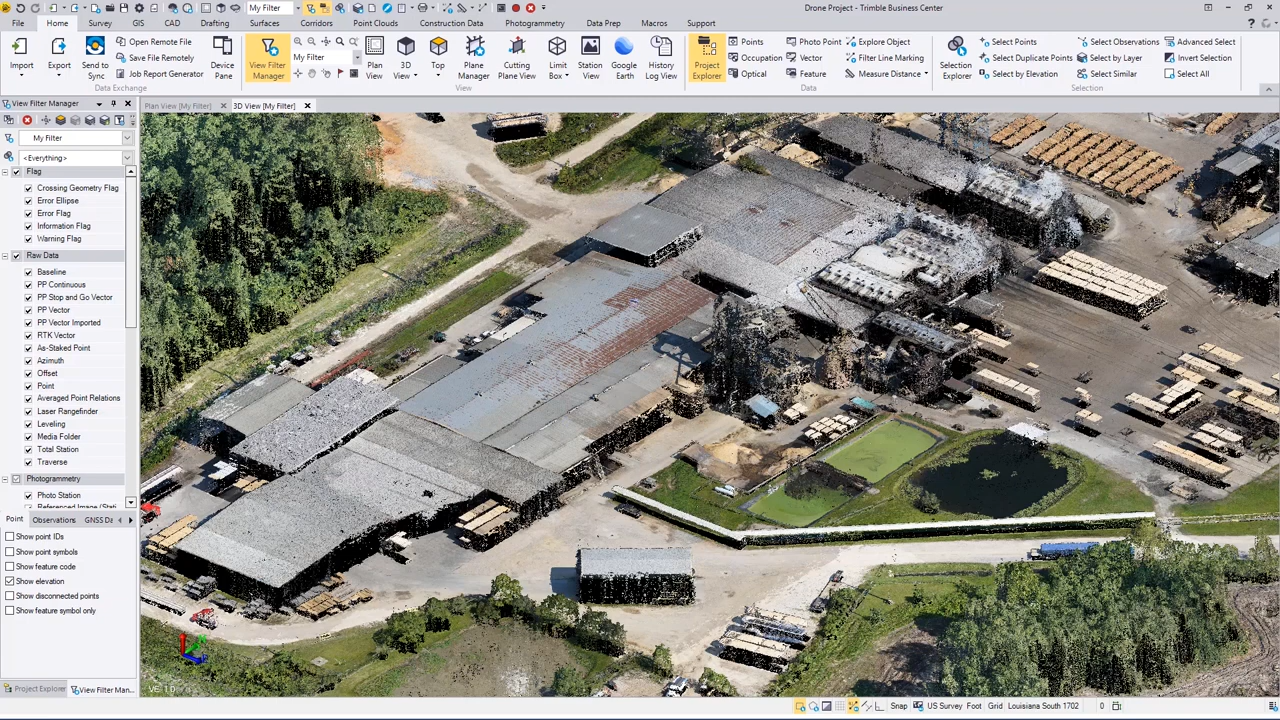 My Filter
Drone Project - Trimble Business Center
File
Home
Survey
GIS
CAD
Drafting
Surfaces
Corridors
Point Clouds
Construction Data
Photogrammetry
Data Prep
Macros
Support
Import
Export
Send to Sync
Open Remote File
Save File Remotely
Job Report Generator
Data Exchange
Device Pane
View Filter Manager
My Filter
Plan View
3D View
Top
Plane Manager
Cutting Plane View
Limit Box
Station View
Google Earth
History Log View
View
Project Explorer
Points
Occupation
Optical
Photo Point
Vector
Feature
Explore Object
Filter Line Marking
Measure Distance
Data
Selection Explorer
Select Points
Select Duplicate Points
Select by Elevation
Select Observations
Select by Layer
Select Similar
Advanced Select
Invert Selection
Select All
Selection
View Filter Manager
Plan View [My Filter]
3D View [My Filter]
My Filter
<Everything>
Flag
Crossing Geometry Flag
Error Ellipse
Error Flag
Information Flag
Warning Flag
Raw Data
Baseline
PP Continuous
PP Stop and Go Vector
PP Vector
PP Vector Imported
RTK Vector
As-Staked Point
Azimuth
Offset
Point
Averaged Point Relations
Laser Rangefinder
Leveling
Media Folder
Total Station
Traverse
Photogrammetry
Photo Station
Point
Observations
GNSS Da
Show point IDs
Show point symbols
Show feature code
Show elevation
Show disconnected points
Show feature symbol only
Project Explorer
View Filter Man...
VE: 1.0
Snap
US Survey Foot
Grid
Louisiana South 1702
0